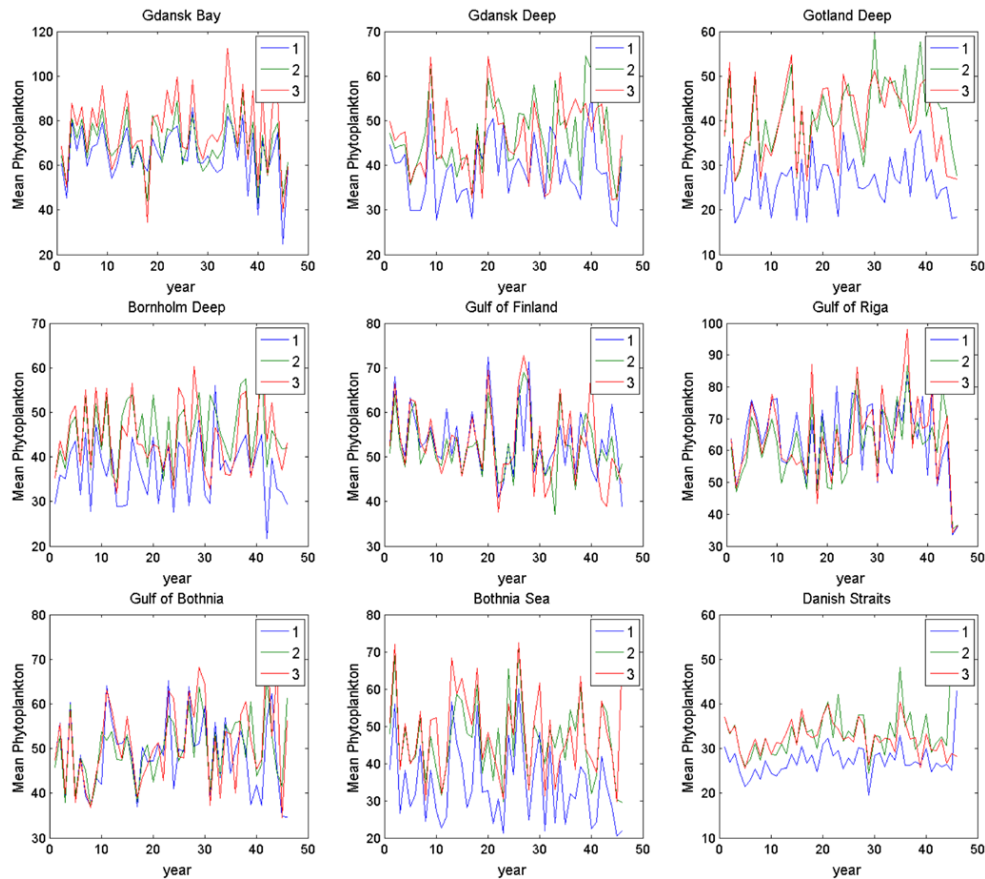 Gdansk Bay
Mean Phytoplankton
120
100
80
60
40
20
0 10 20 30 40 50
year
1
2
3
Gdansk Deep
Mean Phytoplankton
70
60
50
40
30
20
0 10 20 30 40 50
year
1
2
3
Gotland Deep
Mean Phytoplankton
60
50
40
30
20
10
0 10 20 30 40 50
year
1
2
3
Bornholm Deep
Mean Phytoplankton
70
60
50
40
30
20
0 10 20 30 40 50
year
1
2
3
Gulf of Finland
Mean Phytoplankton
80
70
60
50
40
30
0 10 20 30 40 50
year
1
2
3
Gulf of Riga
Mean Phytoplankton
100
90
80
70
60
50
40
30
0 10 20 30 40 50
year
1
2
3
Gulf of Bothnia
Mean Phytoplankton
80
70
60
50
40
30
0 10 20 30 40 50
year
1
2
3
Bothnia Sea
Mean Phytoplankton
80
70
60
50
40
30
20
0 10 20 30 40 50
year
1
2
3
Danish Straits
Mean Phytoplankton
60
50
40
30
20
10
0 10 20 30 40 50
year
1
2
3